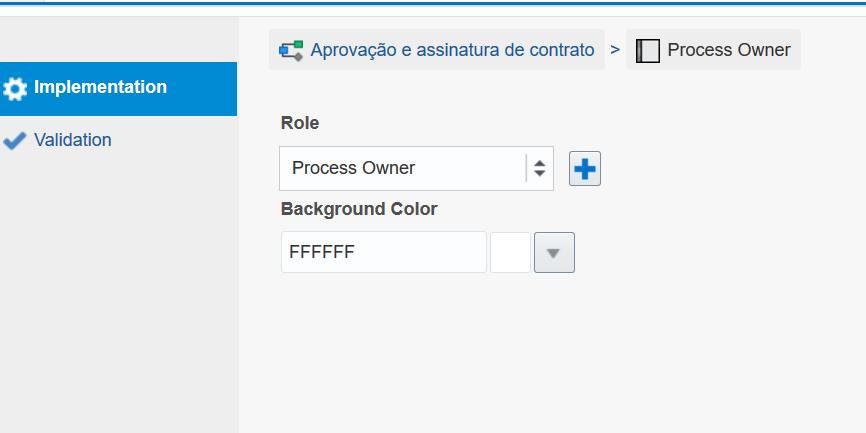 Aprovação e assinatura de contrato > Process Owner
Implementation
Validation
Role
Process Owner
Background Color
FFFFFF